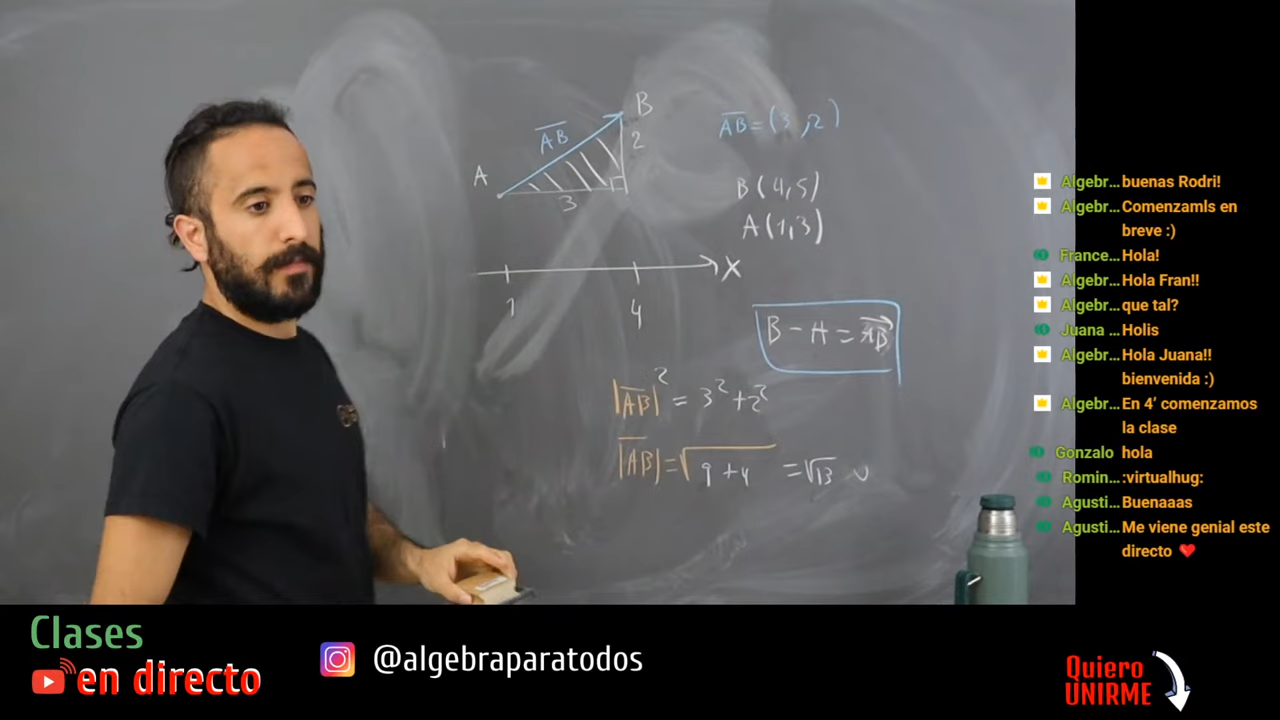 B
AB
2
A
3
AB = (3, 2)
B(4,5)
A(1,3)
X
1
4
B - A = AB
|AB|² = 3² + 2²
|AB| = √9 + 4 = √13
Algebr... buenas Rodri!
Algebr... Comenzamls en
breve :)
France... Hola!
Algebr... Hola Fran!!
Algebr... que tal?
Juana ... Holis
Algebr... Hola Juana!!
bienvenida :)
Algebr... En 4' comenzamos
la clase
Gonzalo hola
Romin... :virtualhug:
Agusti... Buenaaas
Agusti... Me viene genial este
directo ❤
Clases
en directo
@algebraparatodos
Quiero
UNIRME